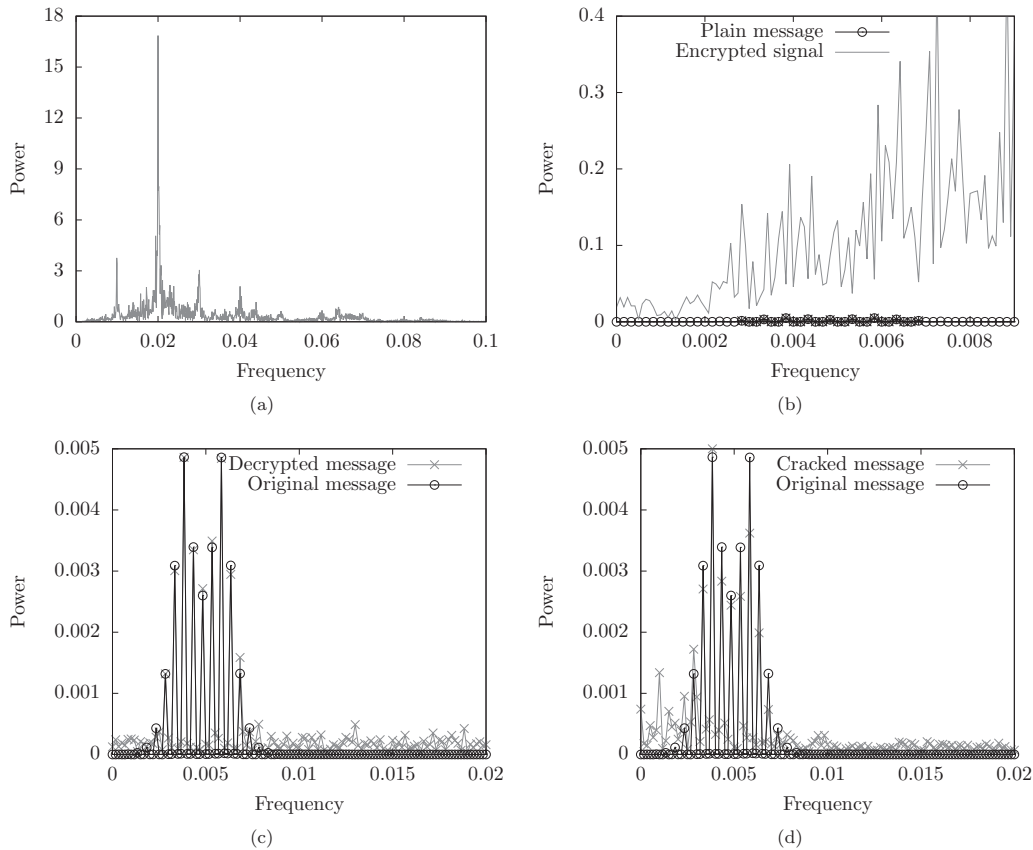 18
15
12
9
6
3
0
Power
0 0.02 0.04 0.06 0.08 0.1
Frequency
(a)
0.4
0.3
0.2
0.1
0
Power
Plain message
Encrypted signal
0 0.002 0.004 0.006 0.008
Frequency
(b)
0.005
0.004
0.003
0.002
0.001
0
Power
Decrypted message
Original message
0 0.005 0.01 0.015 0.02
Frequency
(c)
0.005
0.004
0.003
0.002
0.001
0
Power
Cracked message
Original message
0 0.005 0.01 0.015 0.02
Frequency
(d)